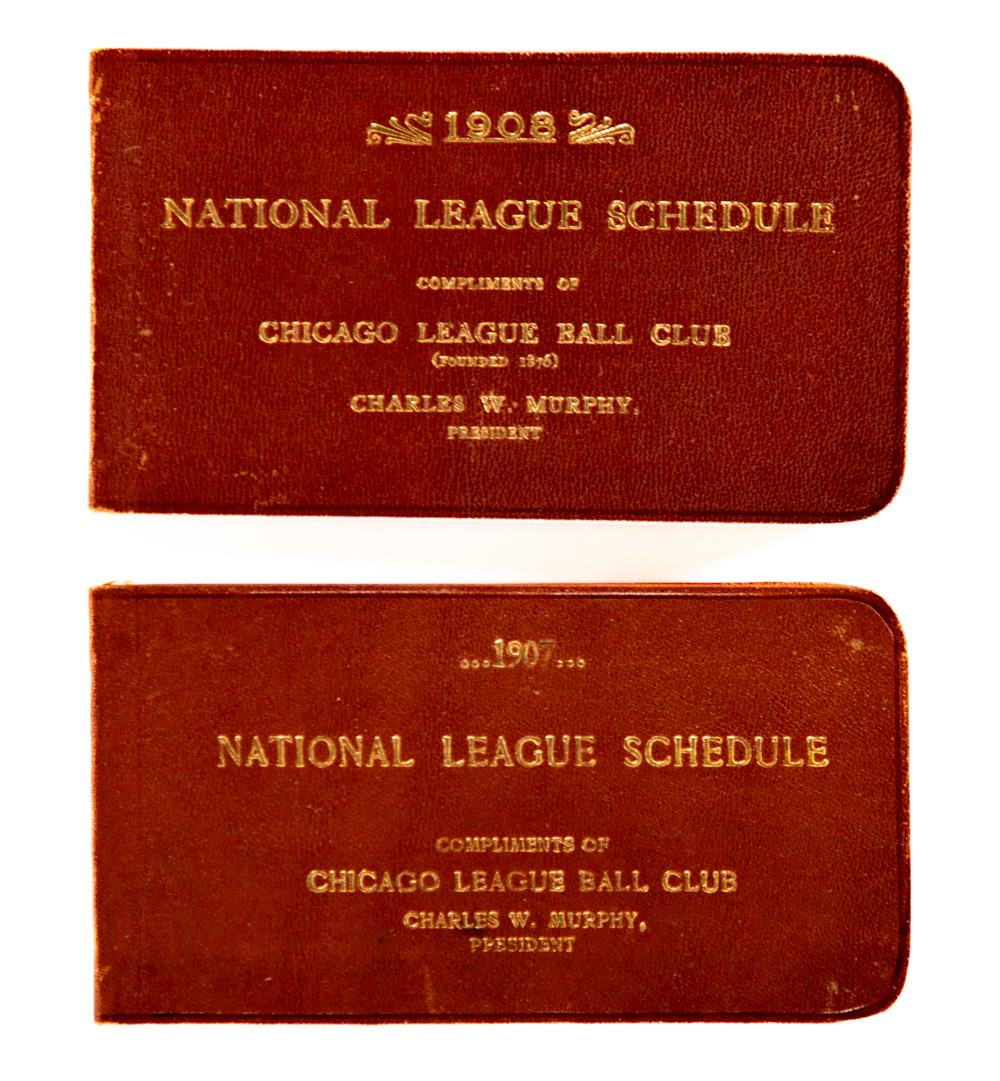 1908
NATIONAL LEAGUE SCHEDULE
COMPLIMENTS OF
CHICAGO LEAGUE BALL CLUB
(FOUNDED 1876)
CHARLES W. MURPHY,
PRESIDENT
...1907...
NATIONAL LEAGUE SCHEDULE
COMPLIMENTS OF
CHICAGO LEAGUE BALL CLUB
CHARLES W. MURPHY,
PRESIDENT